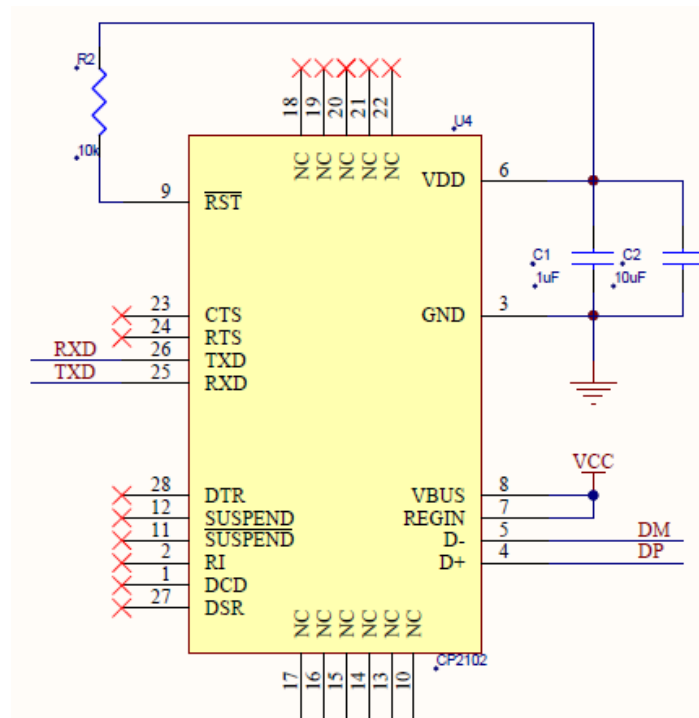 R2
10k
18 19 20 21 22
NC NC NC NC NC
U4
VDD 6
9 RST
C1
1uF
C2
10uF
GND 3
23 CTS
24 RTS
RXD 26 TXD
TXD 25 RXD
VCC
28 DTR
12 SUSPEND
11 SUSPEND
2 RI
1 DCD
27 DSR
VBUS 8
REGIN 7
D- 5 DM
D+ 4 DP
NC NC NC NC NC NC
CP2102
17 16 15 14 13 10